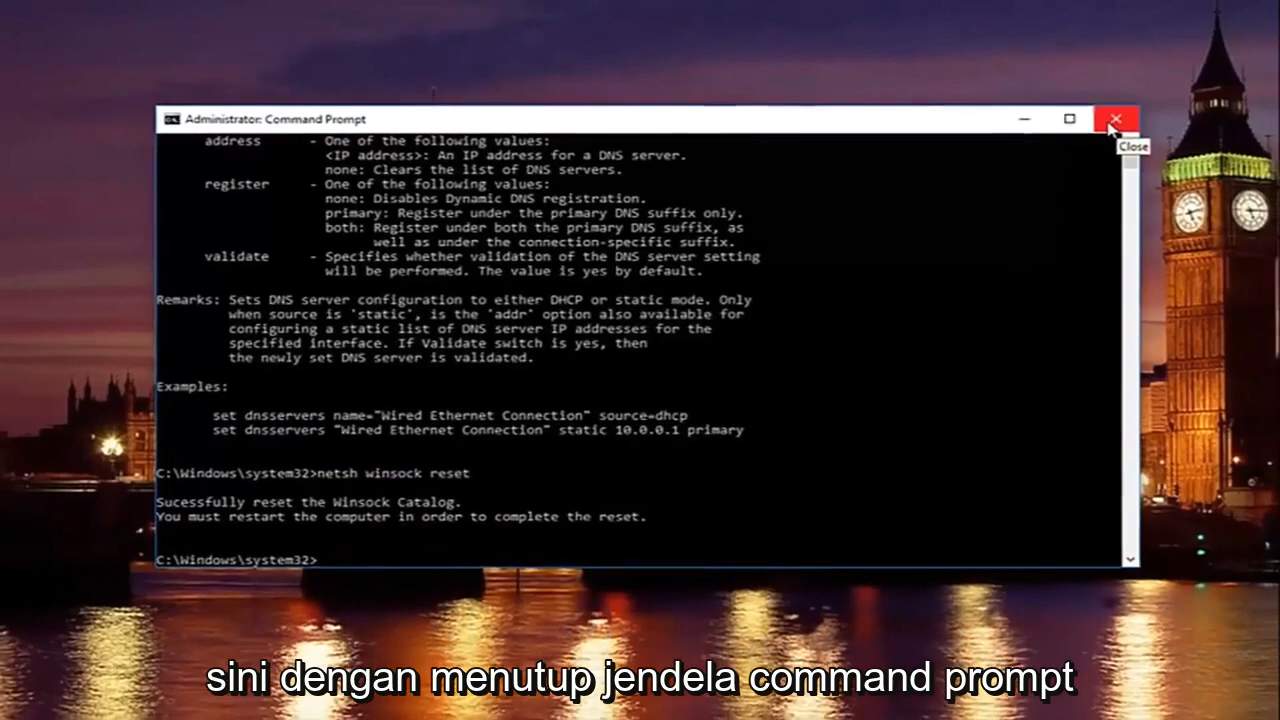 Administrator: Command Prompt
Close
address - One of the following values:
<IP address>: An IP address for a DNS server.
none: Clears the list of DNS servers.
register - One of the following values:
none: Disables Dynamic DNS registration.
primary: Register under the primary DNS suffix only.
both: Register under both the primary DNS suffix, as
well as under the connection-specific suffix.
validate - Specifies whether validation of the DNS server setting
will be performed. The value is yes by default.
Remarks: Sets DNS server configuration to either DHCP or static mode. Only
when source is 'static', is the 'addr' option also available for
configuring a static list of DNS server IP addresses for the
specified interface. If Validate switch is yes, then
the newly set DNS server is validated.
Examples:
set dnsservers name="Wired Ethernet Connection" source=dhcp
set dnsservers "Wired Ethernet Connection" static 10.0.0.1 primary
C:\Windows\system32>netsh winsock reset
Sucessfully reset the Winsock Catalog.
You must restart the computer in order to complete the reset.
C:\Windows\system32>
sini dengan menutup jendela command prompt